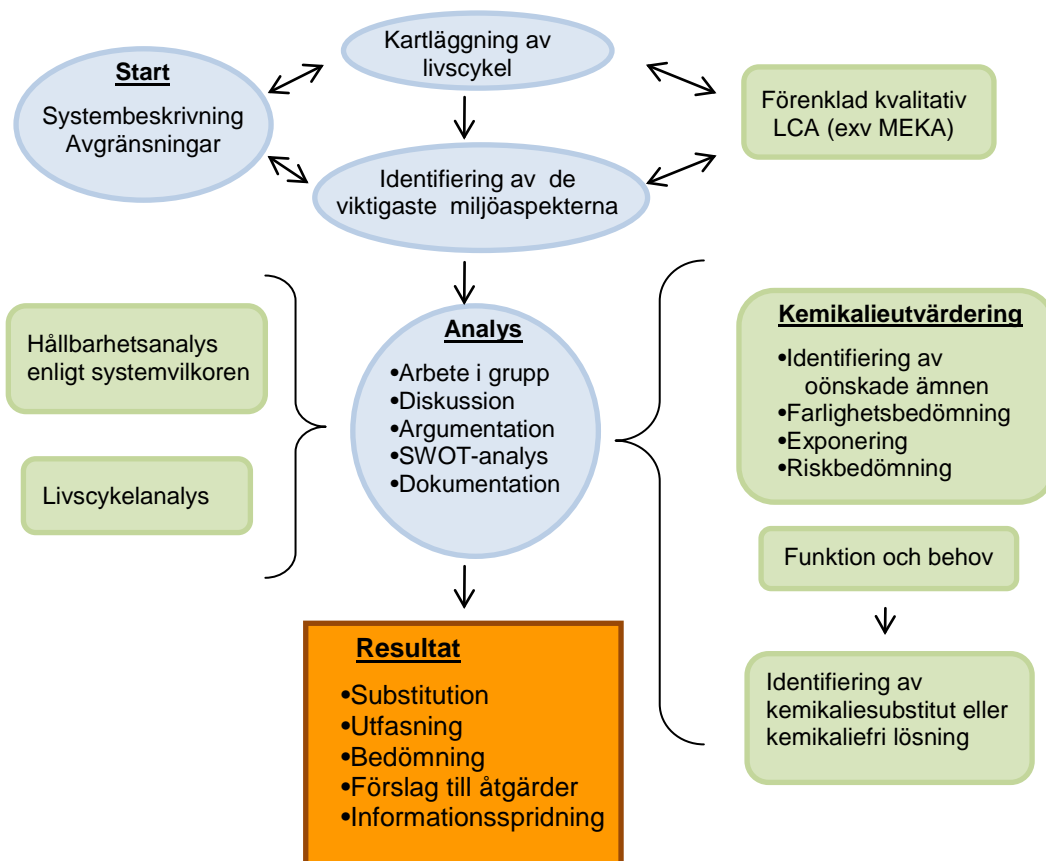 Kartläggning av
livscykel
Start
Systembeskrivning
Avgränsningar
Förenklad kvalitativ
LCA (exv MEKA)
Identifiering av de
viktigaste miljöaspekterna
Hållbarhetsanalys
enligt systemvilkoren
Livscykelanalys
Analys
•Arbete i grupp
•Diskussion
•Argumentation
•SWOT-analys
•Dokumentation
Kemikalieutvärdering
•Identifiering av
oönskade ämnen
•Farlighetsbedömning
•Exponering
•Riskbedömning
Funktion och behov
Identifiering av
kemikaliesubstitut eller
kemikaliefri lösning
Resultat
•Substitution
•Utfasning
•Bedömning
•Förslag till åtgärder
•Informationsspridning